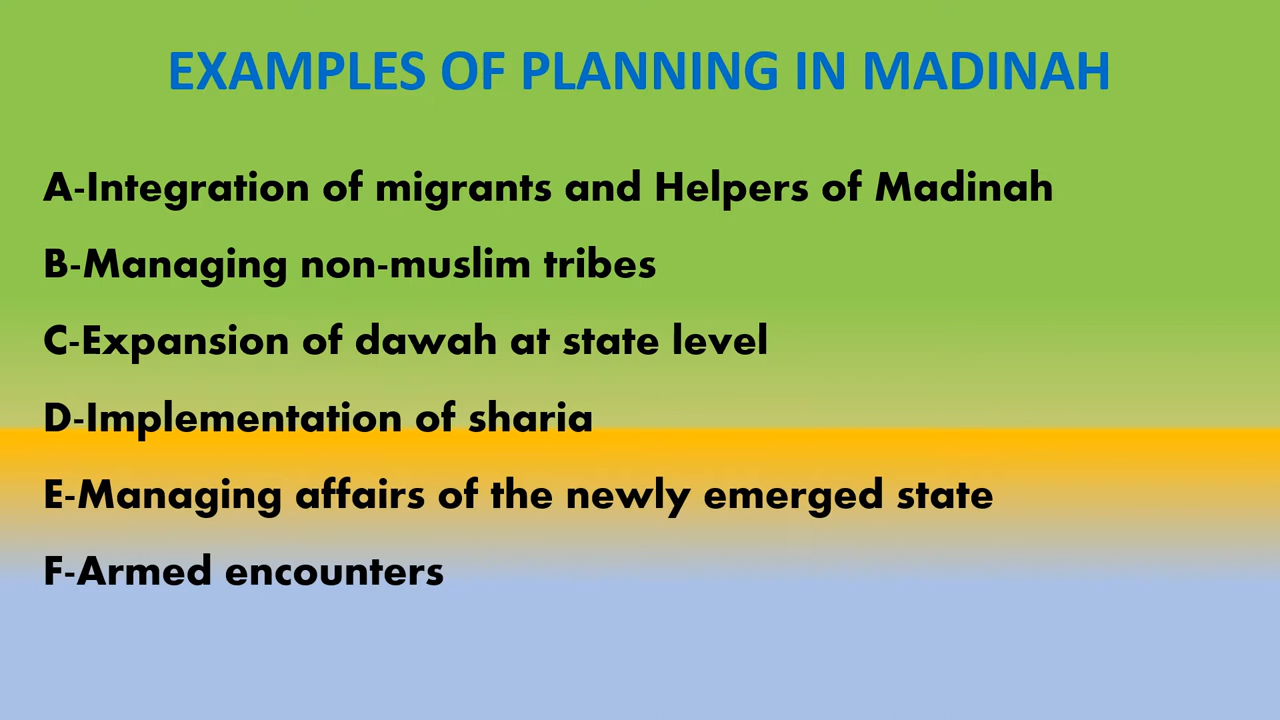 EXAMPLES OF PLANNING IN MADINAH
A-Integration of migrants and Helpers of Madinah
B-Managing non-muslim tribes
C-Expansion of dawah at state level
D-Implementation of sharia
E-Managing affairs of the newly emerged state
F-Armed encounters